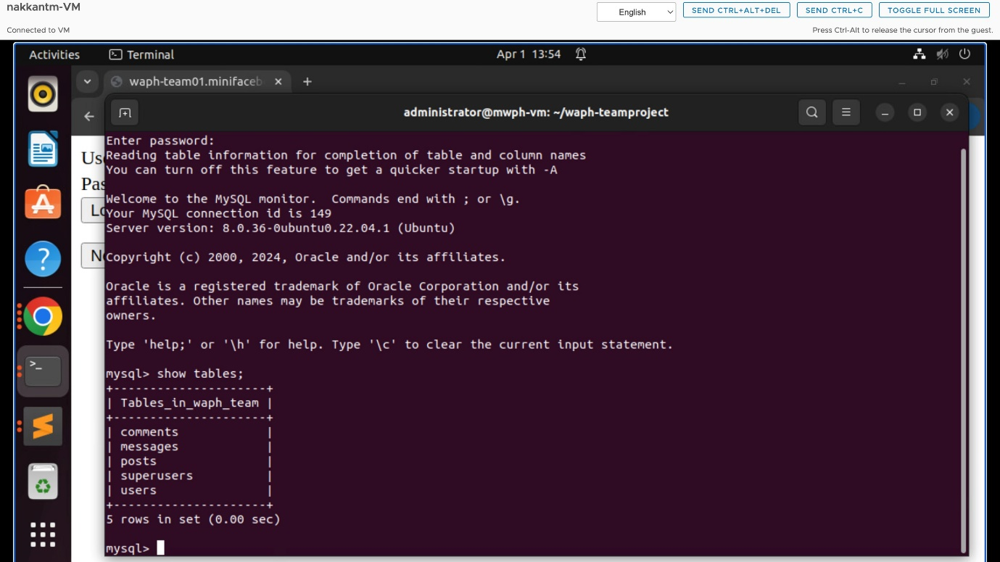 nakkantm-VM
English
SEND CTRL+ALT+DEL
SEND CTRL+C
TOGGLE FULL SCREEN
Connected to VM
Press Ctrl-Alt to release the cursor from the guest.
Activities
Terminal
Apr 1 13:54
waph-team01.minifaceb
administrator@mwph-vm: ~/waph-teamproject
Enter password:
Reading table information for completion of table and column names
You can turn off this feature to get a quicker startup with -A
Welcome to the MySQL monitor.  Commands end with ; or \g.
Your MySQL connection id is 149
Server version: 8.0.36-0ubuntu0.22.04.1 (Ubuntu)
Copyright (c) 2000, 2024, Oracle and/or its affiliates.
Oracle is a registered trademark of Oracle Corporation and/or its
affiliates. Other names may be trademarks of their respective
owners.
Type 'help;' or '\h' for help. Type '\c' to clear the current input statement.
mysql> show tables;
+---------------------+
| Tables_in_waph_team |
+---------------------+
| comments            |
| messages            |
| posts               |
| superusers          |
| users               |
+---------------------+
5 rows in set (0.00 sec)
mysql>